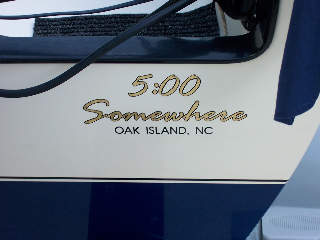 5:00
Somewhere
OAK ISLAND, NC